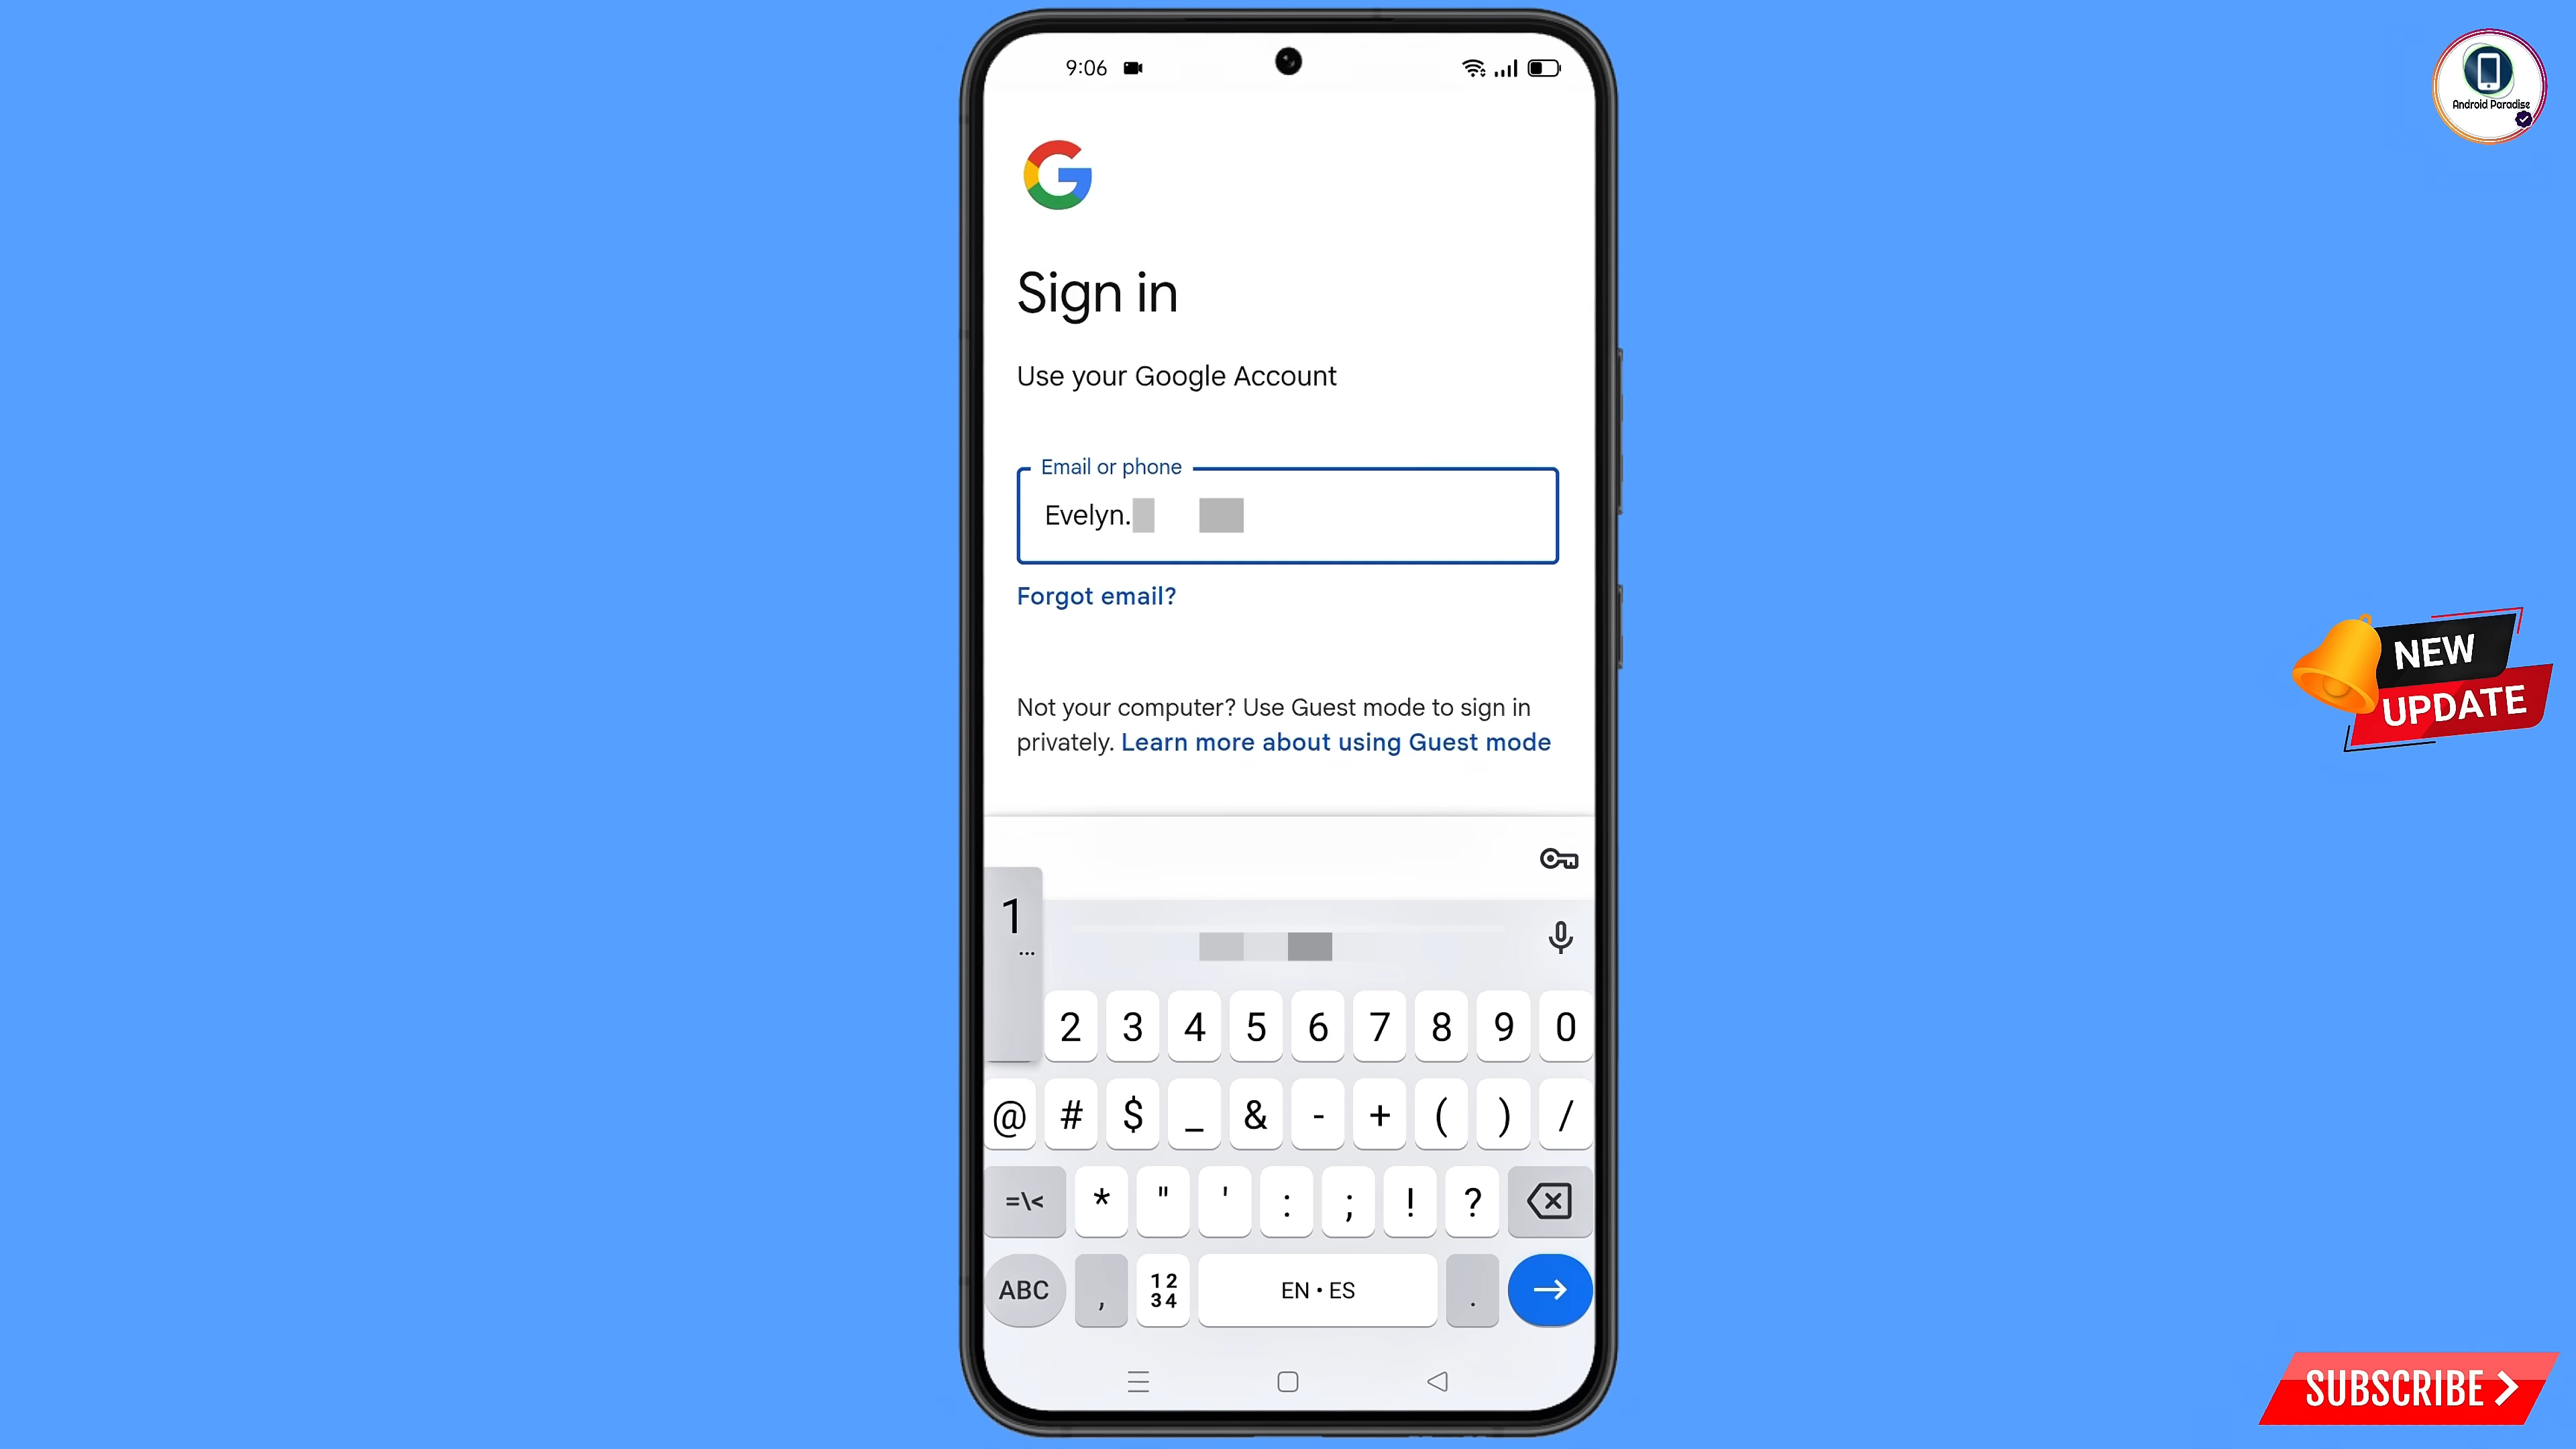 9:06
Android Paradise
G
Sign in
Use your Google Account
Email or phone
Evelyn.
Forgot email?
Not your computer? Use Guest mode to sign in
privately. Learn more about using Guest mode
NEW
UPDATE
1
...
2 3 4 5 6 7 8 9 0
@ # $ _ & - + ( ) /
=\< * " ' : ; ! ?
ABC , 12 34 EN • ES .
SUBSCRIBE